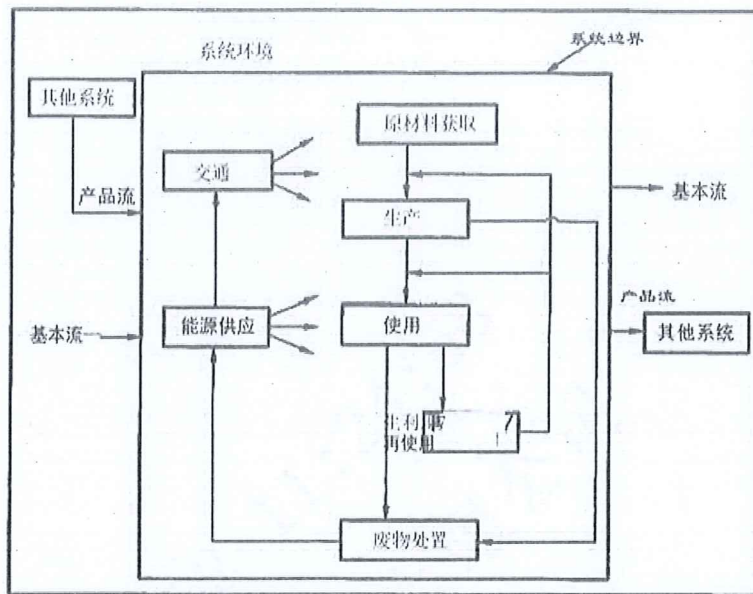 系统环境
系统边界
其他系统
原材料获取
交通
产品流
基本流
生产
产品流
能源供应
使用
基本流
其他系统
再使用
废物处置